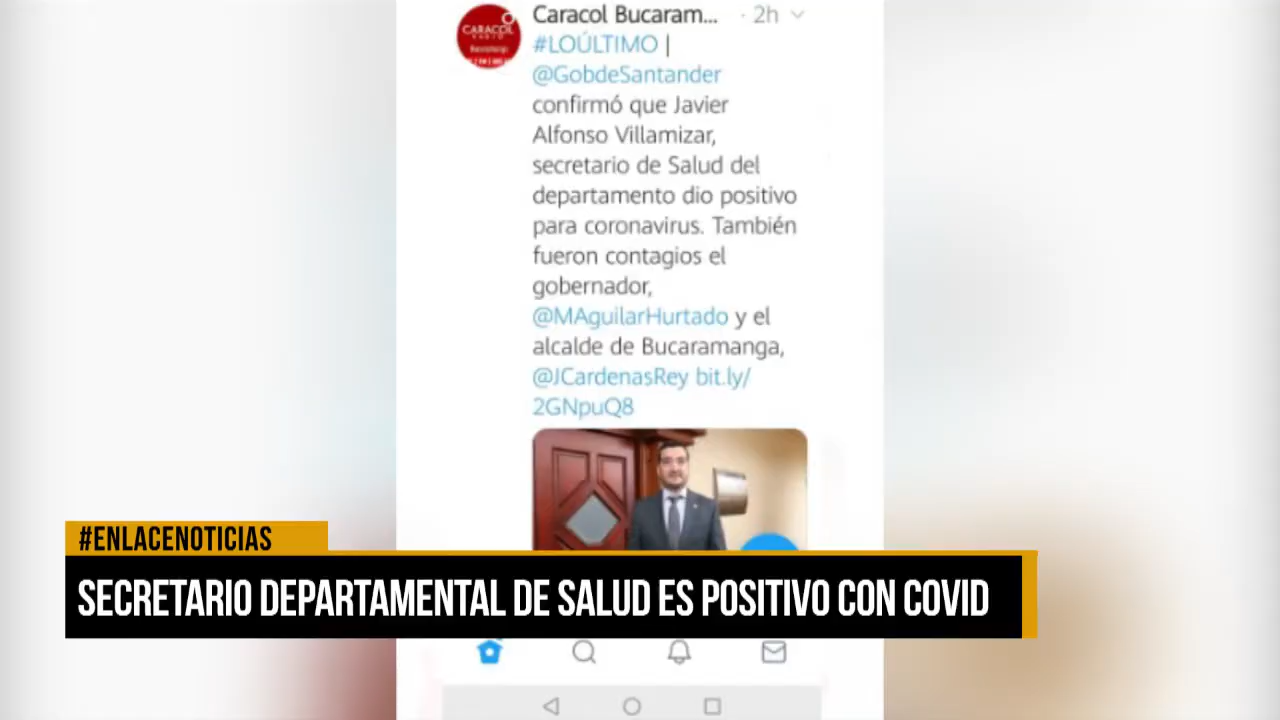 Caracol Bucaram... · 2h
CARACOL
RADIO
#LOÚLTIMO |
@GobdeSantander
confirmó que Javier
Alfonso Villamizar,
secretario de Salud del
departamento dio positivo
para coronavirus. También
fueron contagios el
gobernador,
@MAguilarHurtado y el
alcalde de Bucaramanga,
@JCardenasRey bit.ly/
2GNpuQ8
#ENLACENOTICIAS
SECRETARIO DEPARTAMENTAL DE SALUD ES POSITIVO CON COVID